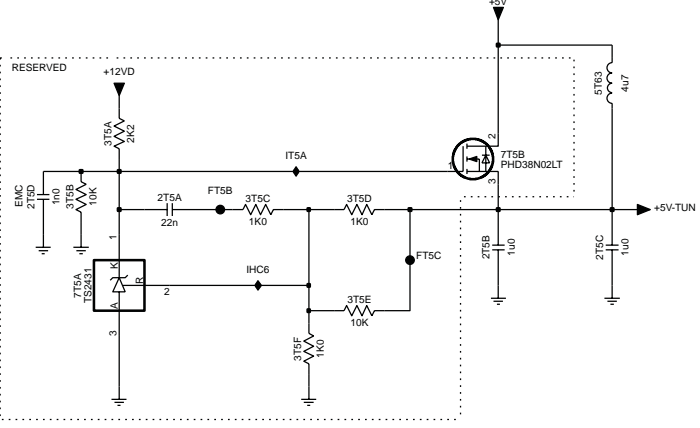 +5V
RESERVED
+12VD
3T5A
2K2
5T63
4u7
IT5A
1
2
3
7T5B
PHD38N02LT
EMC
2T5D
1n0
3T5B
10K
2T5A
22n
FT5B
3T5C
1K0
3T5D
1K0
+5V-TUN
2T5B
1u0
2T5C
1u0
FT5C
1
7T5A
TS2431
K
R
A
2
3
IHC6
3T5E
10K
3T5F
1K0